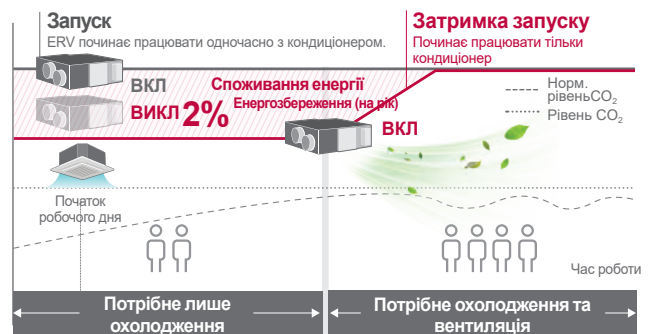 Запуск
ERV починає працювати одночасно з кондиціонером.
Затримка запуску
Починає працювати тільки
кондиціонер
ВКЛ
ВИКЛ 2%
Споживання енергії
Енергозбереження (на рік)
ВКЛ
Норм.
рівеньCO₂
Рівень CO₂
Початок
робочого дня
Час роботи
Потрібне лише
охолодження
Потрібне охолодження та
вентиляція